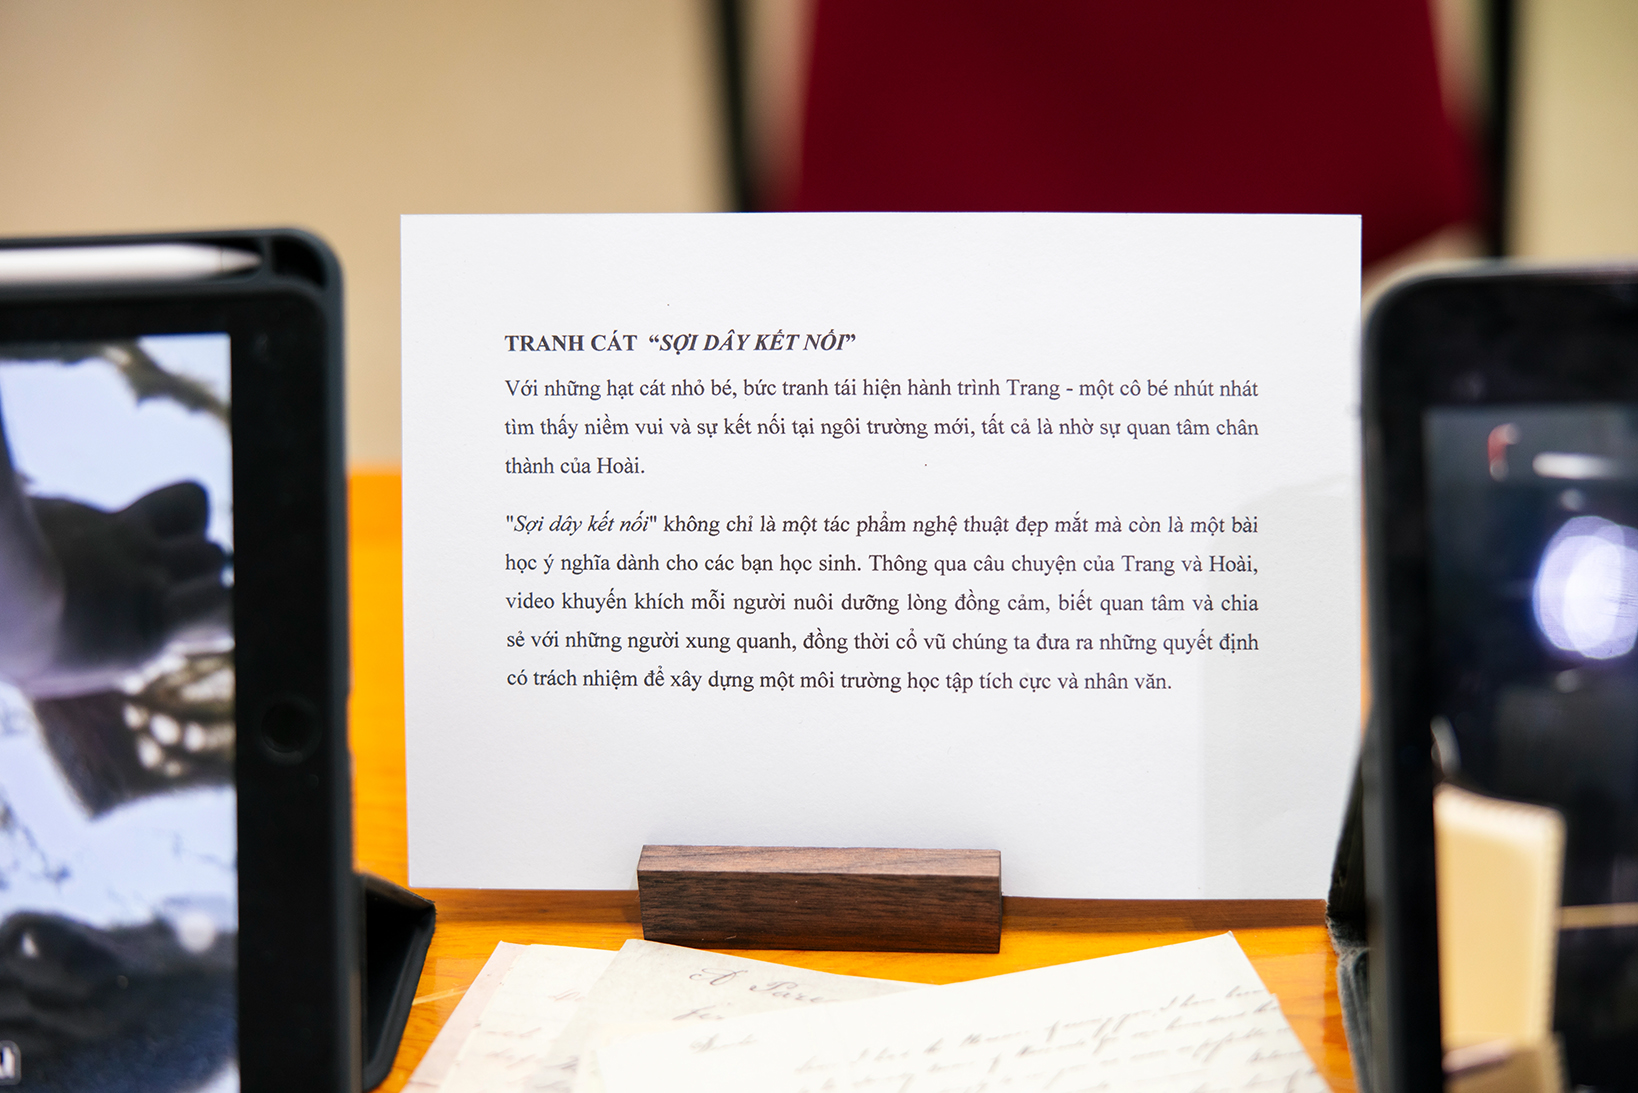 TRANH CÁT “SỢI DÂY KẾT NỐI”
Với những hạt cát nhỏ bé, bức tranh tái hiện hành trình Trang - một cô bé nhút nhát
tìm thấy niềm vui và sự kết nối tại ngôi trường mới, tất cả là nhờ sự quan tâm chân
thành của Hoài.
"Sợi dây kết nối" không chỉ là một tác phẩm nghệ thuật đẹp mắt mà còn là một bài
học ý nghĩa dành cho các bạn học sinh. Thông qua câu chuyện của Trang và Hoài,
video khuyến khích mỗi người nuôi dưỡng lòng đồng cảm, biết quan tâm và chia
sẻ với những người xung quanh, đồng thời cổ vũ chúng ta đưa ra những quyết định
có trách nhiệm để xây dựng một môi trường học tập tích cực và nhân văn.